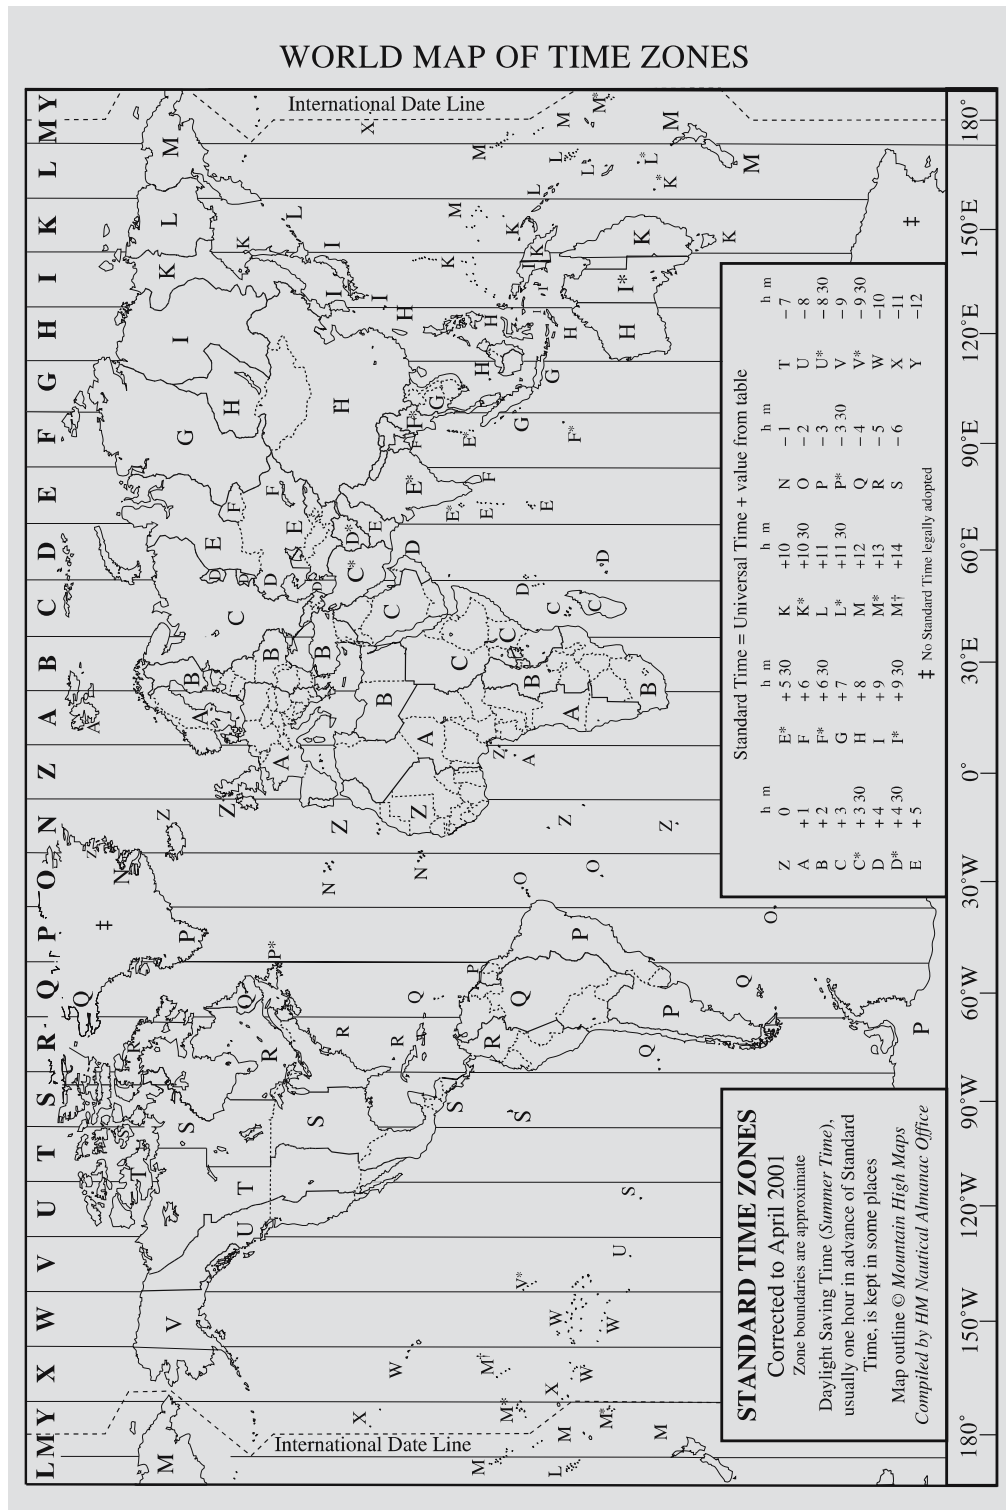 WORLD MAP OF TIME ZONES
L M Y X W V U T S R Q P O N Z A B C D E F G H I K L M Y
International Date Line
International Date Line
M V U T S R Q P N Z A B C D E F G H I K L M
T S R Q ‡ N Z A
V U T S R Q P P* Z A B C D E F G H I K L M
X W R Q N Z A B C C* D D* E E* F F* G H I K L M X
M* M† V* S R P Q O Z A B C D E E* F G H I K L M
M L M* X W U S Q P O Z A B C D F* H I* K L L* M M*
M W S Q P Q O Z B K K* L* M
P ‡
STANDARD TIME ZONES
Corrected to April 2001
Zone boundaries are approximate
Daylight Saving Time (Summer Time),
usually one hour in advance of Standard
Time, is kept in some places
Map outline © Mountain High Maps
Compiled by HM Nautical Almanac Office
Standard Time = Universal Time + value from table
h m h m h m h m h m
Z 0 E* +5 30 K +10 N −1 T −7
A +1 F +6 K* +10 30 O −2 U −8
B +2 F* +6 30 L +11 P −3 U* −8 30
C +3 G +7 L* +11 30 P* −3 30 V −9
C* +3 30 H +8 M +12 Q −4 V* −9 30
D +4 I +9 M* +13 R −5 W −10
D* +4 30 I* +9 30 M† +14 S −6 X −11
E +5 Y −12
‡ No Standard Time legally adopted
180° 150°W 120°W 90°W 60°W 30°W 0° 30°E 60°E 90°E 120°E 150°E 180°